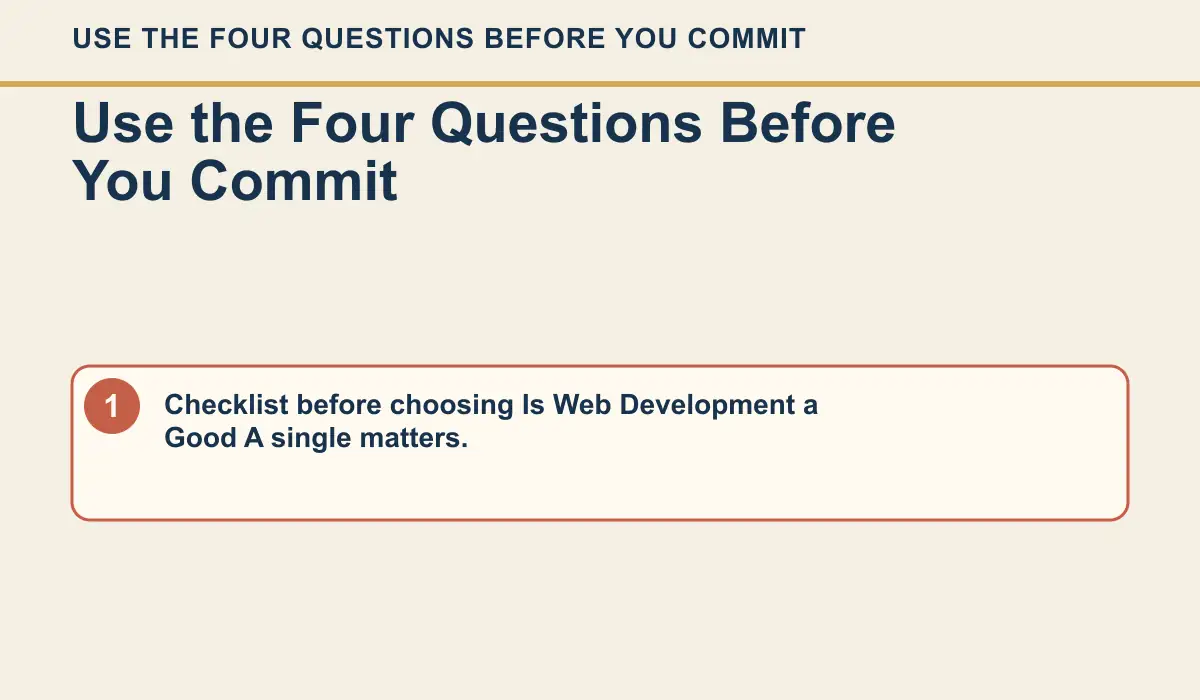 USE THE FOUR QUESTIONS BEFORE YOU COMMIT
Use the Four Questions Before
You Commit
1
Checklist before choosing Is Web Development a
Good A single matters.